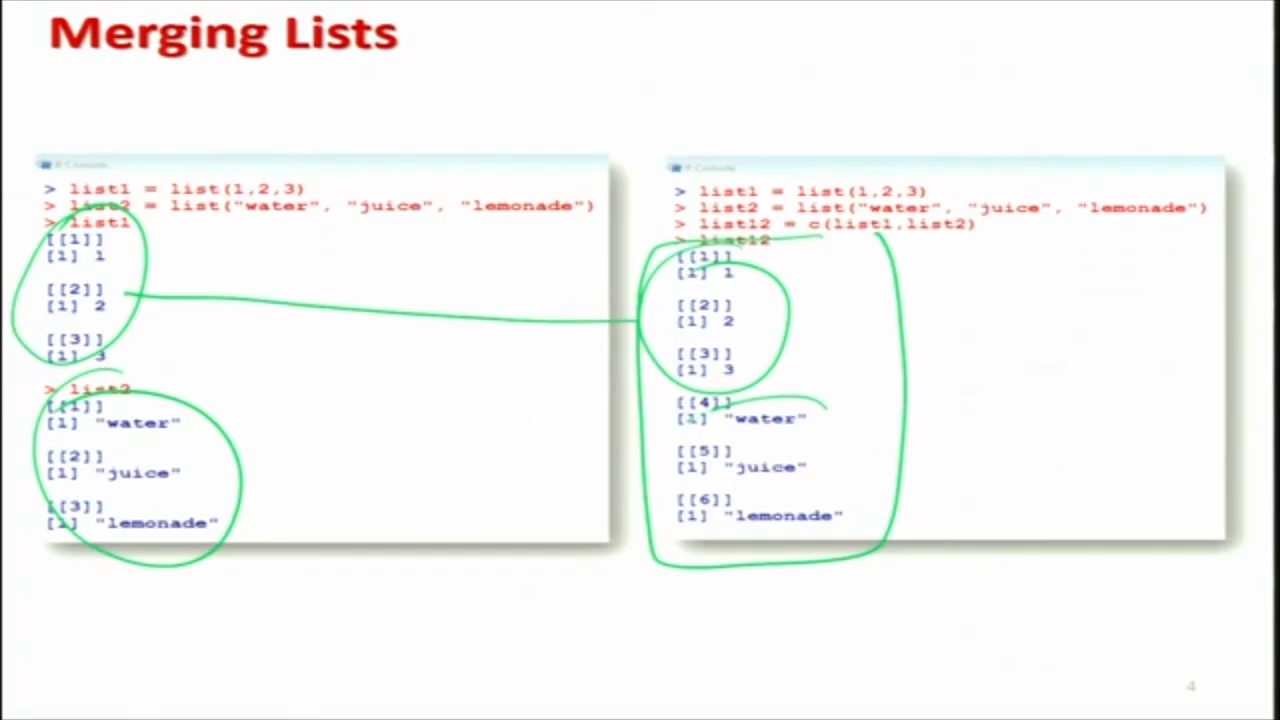 Merging Lists
R Console
> list1 = list(1,2,3)
> list2 = list("water", "juice", "lemonade")
> list1
[[1]]
[1] 1
[[2]]
[1] 2
[[3]]
[1] 3
> list2
[[1]]
[1] "water"
[[2]]
[1] "juice"
[[3]]
[1] "lemonade"
R Console
> list1 = list(1,2,3)
> list2 = list("water", "juice", "lemonade")
> list12 = c(list1,list2)
> list12
[[1]]
[1] 1
[[2]]
[1] 2
[[3]]
[1] 3
[[4]]
[1] "water"
[[5]]
[1] "juice"
[[6]]
[1] "lemonade"
4